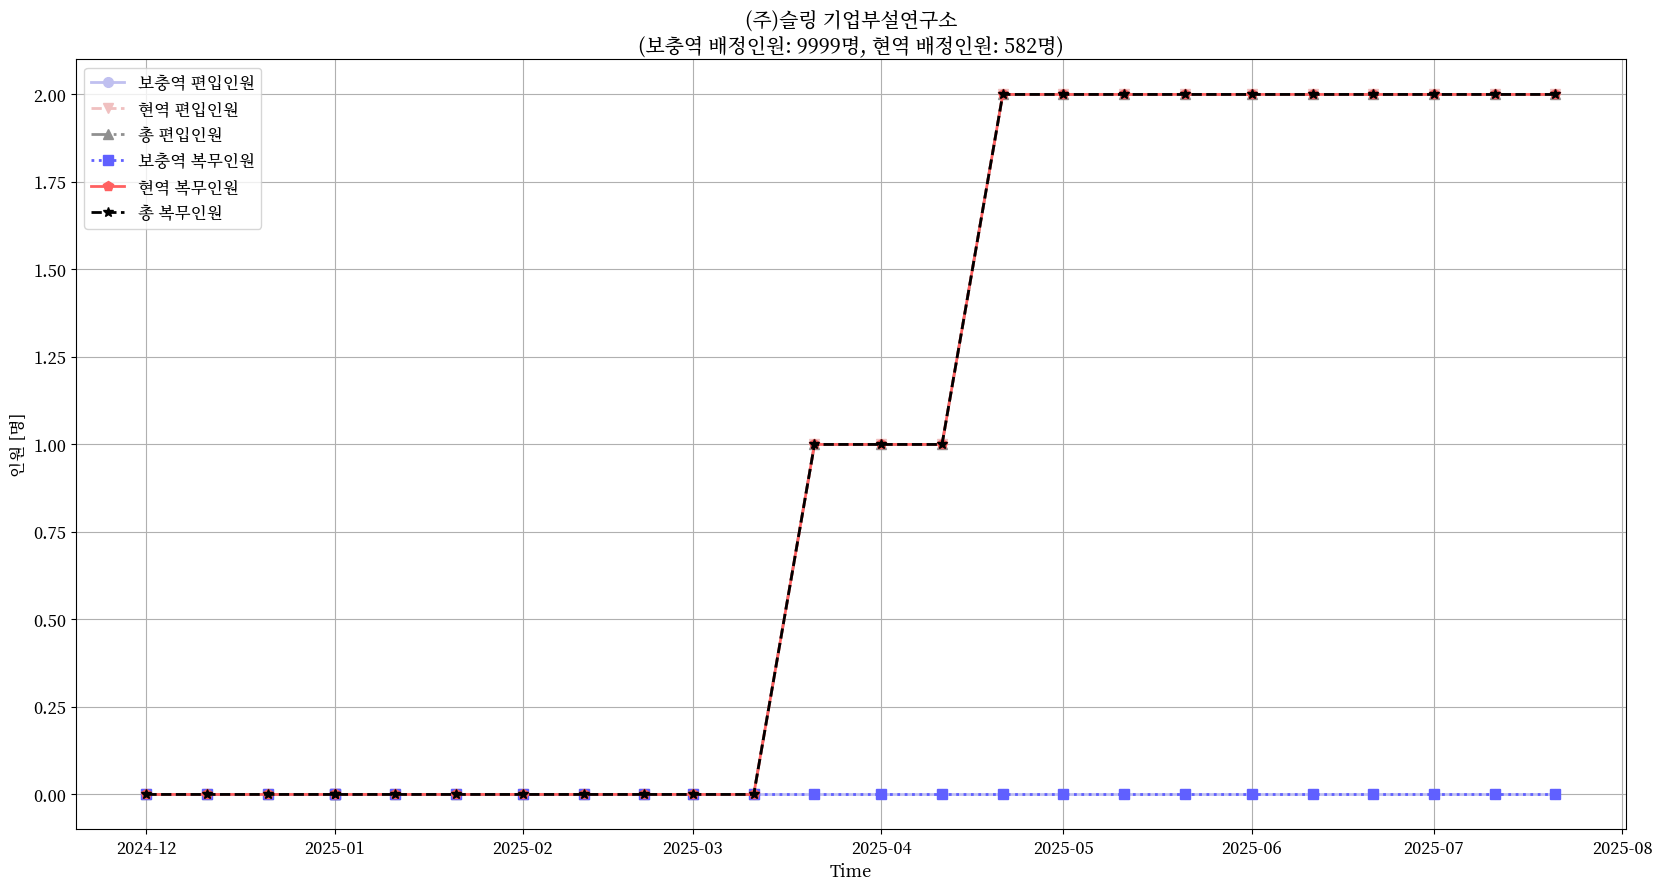 (주)슬링 기업부설연구소
(보충역 배정인원: 9999명, 현역 배정인원: 582명)
보충역 편입인원
현역 편입인원
총 편입인원
보충역 복무인원
현역 복무인원
총 복무인원
2.00
1.75
1.50
1.25
1.00
0.75
0.50
0.25
0.00
인원 [명]
2024-12
2025-01
2025-02
2025-03
2025-04
2025-05
2025-06
2025-07
2025-08
Time